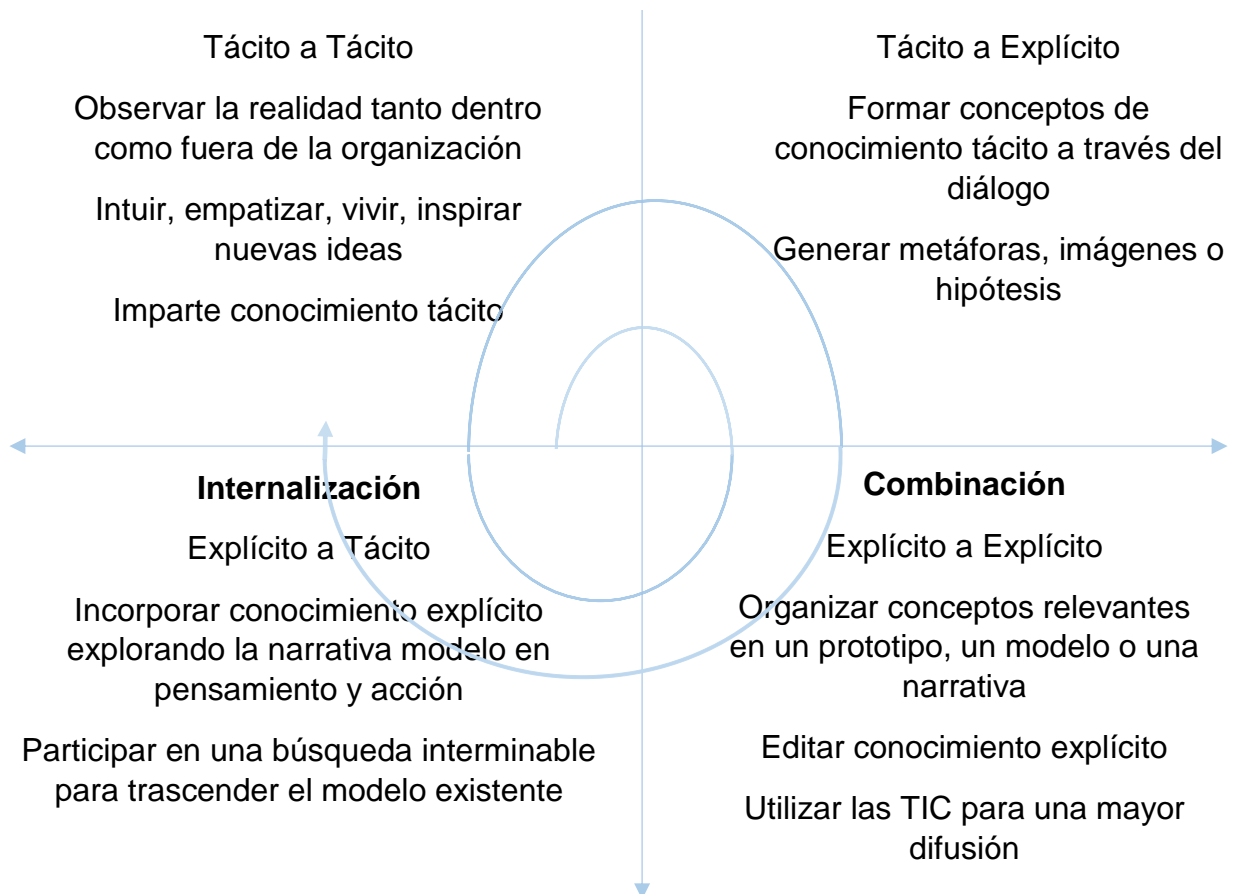 Tácito a Tácito
Observar la realidad tanto dentro
como fuera de la organización
Intuir, empatizar, vivir, inspirar
nuevas ideas
Imparte conocimiento tácito
Tácito a Explícito
Formar conceptos de
conocimiento tácito a través del
diálogo
Generar metáforas, imágenes o
hipótesis
Internalización
Explícito a Tácito
Incorporar conocimiento explícito
explorando la narrativa modelo en
pensamiento y acción
Participar en una búsqueda interminable
para trascender el modelo existente
Combinación
Explícito a Explícito
Organizar conceptos relevantes
en un prototipo, un modelo o una
narrativa
Editar conocimiento explícito
Utilizar las TIC para una mayor
difusión